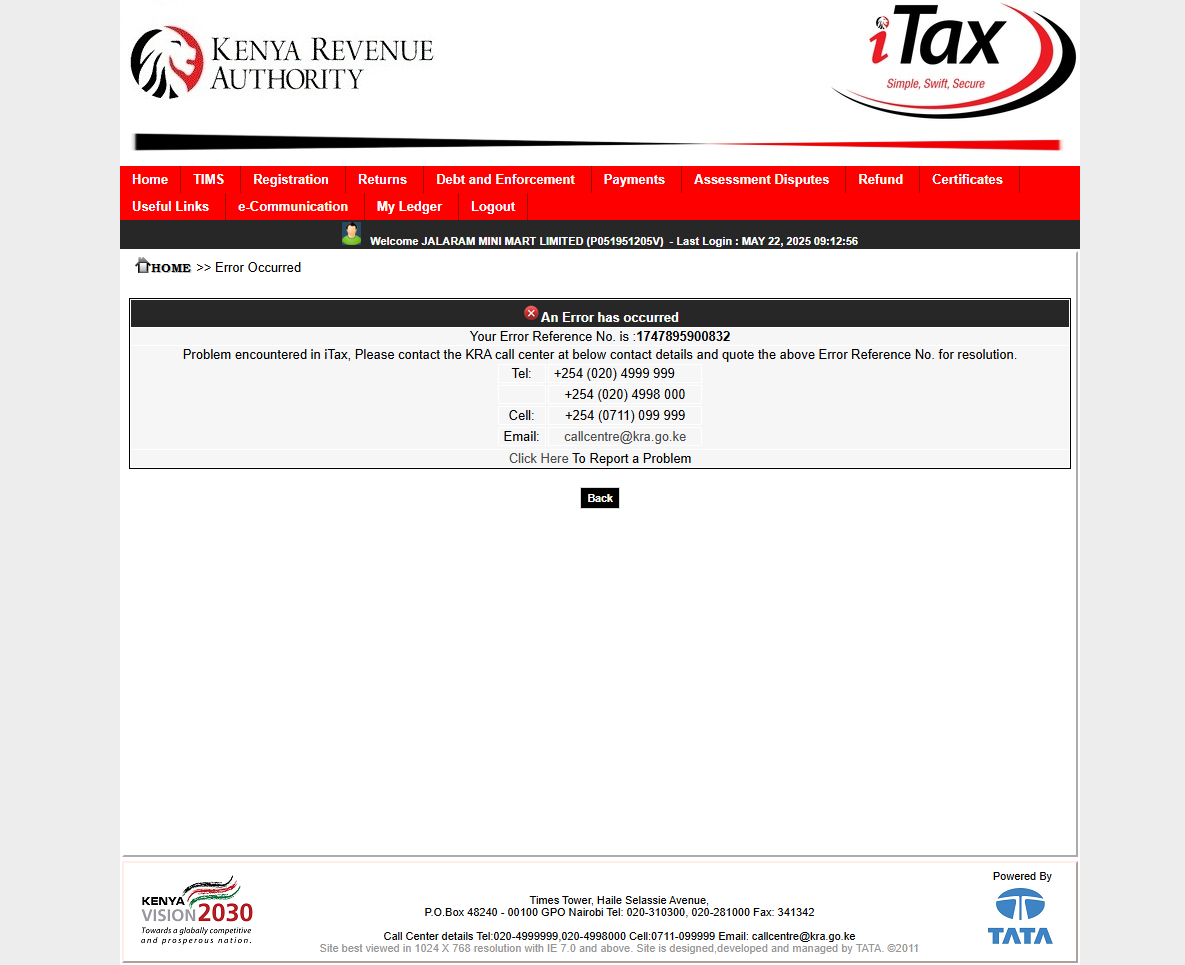 KENYA REVENUE
AUTHORITY
iTax
Simple, Swift, Secure
Home TIMS Registration Returns Debt and Enforcement Payments Assessment Disputes Refund Certificates
Useful Links e-Communication My Ledger Logout
Welcome JALARAM MINI MART LIMITED (P051951205V) - Last Login : MAY 22, 2025 09:12:56
HOME >> Error Occurred
An Error has occurred
Your Error Reference No. is :1747895900832
Problem encountered in iTax, Please contact the KRA call center at below contact details and quote the above Error Reference No. for resolution.
Tel: +254 (020) 4999 999
+254 (020) 4998 000
Cell: +254 (0711) 099 999
Email: callcentre@kra.go.ke
Click Here To Report a Problem
Back
KENYA
VISION 2030
Towards a globally competitive
and prosperous nation.
Times Tower, Haile Selassie Avenue,
P.O.Box 48240 - 00100 GPO Nairobi Tel: 020-310300, 020-281000 Fax: 341342
Call Center details Tel:020-4999999,020-4998000 Cell:0711-099999 Email: callcentre@kra.go.ke
Site best viewed in 1024 X 768 resolution with IE 7.0 and above. Site is designed,developed and managed by TATA. ©2011
Powered By
TATA